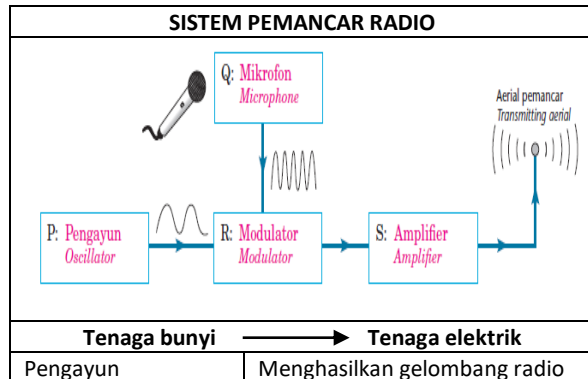 SISTEM PEMANCAR RADIO
Q: Mikrofon
Microphone
Aerial pemancar
Transmitting aerial
P: Pengayun
Oscillator
R: Modulator
Modulator
S: Amplifier
Amplifier
Tenaga bunyi Tenaga elektrik
Pengayun Menghasilkan gelombang radio